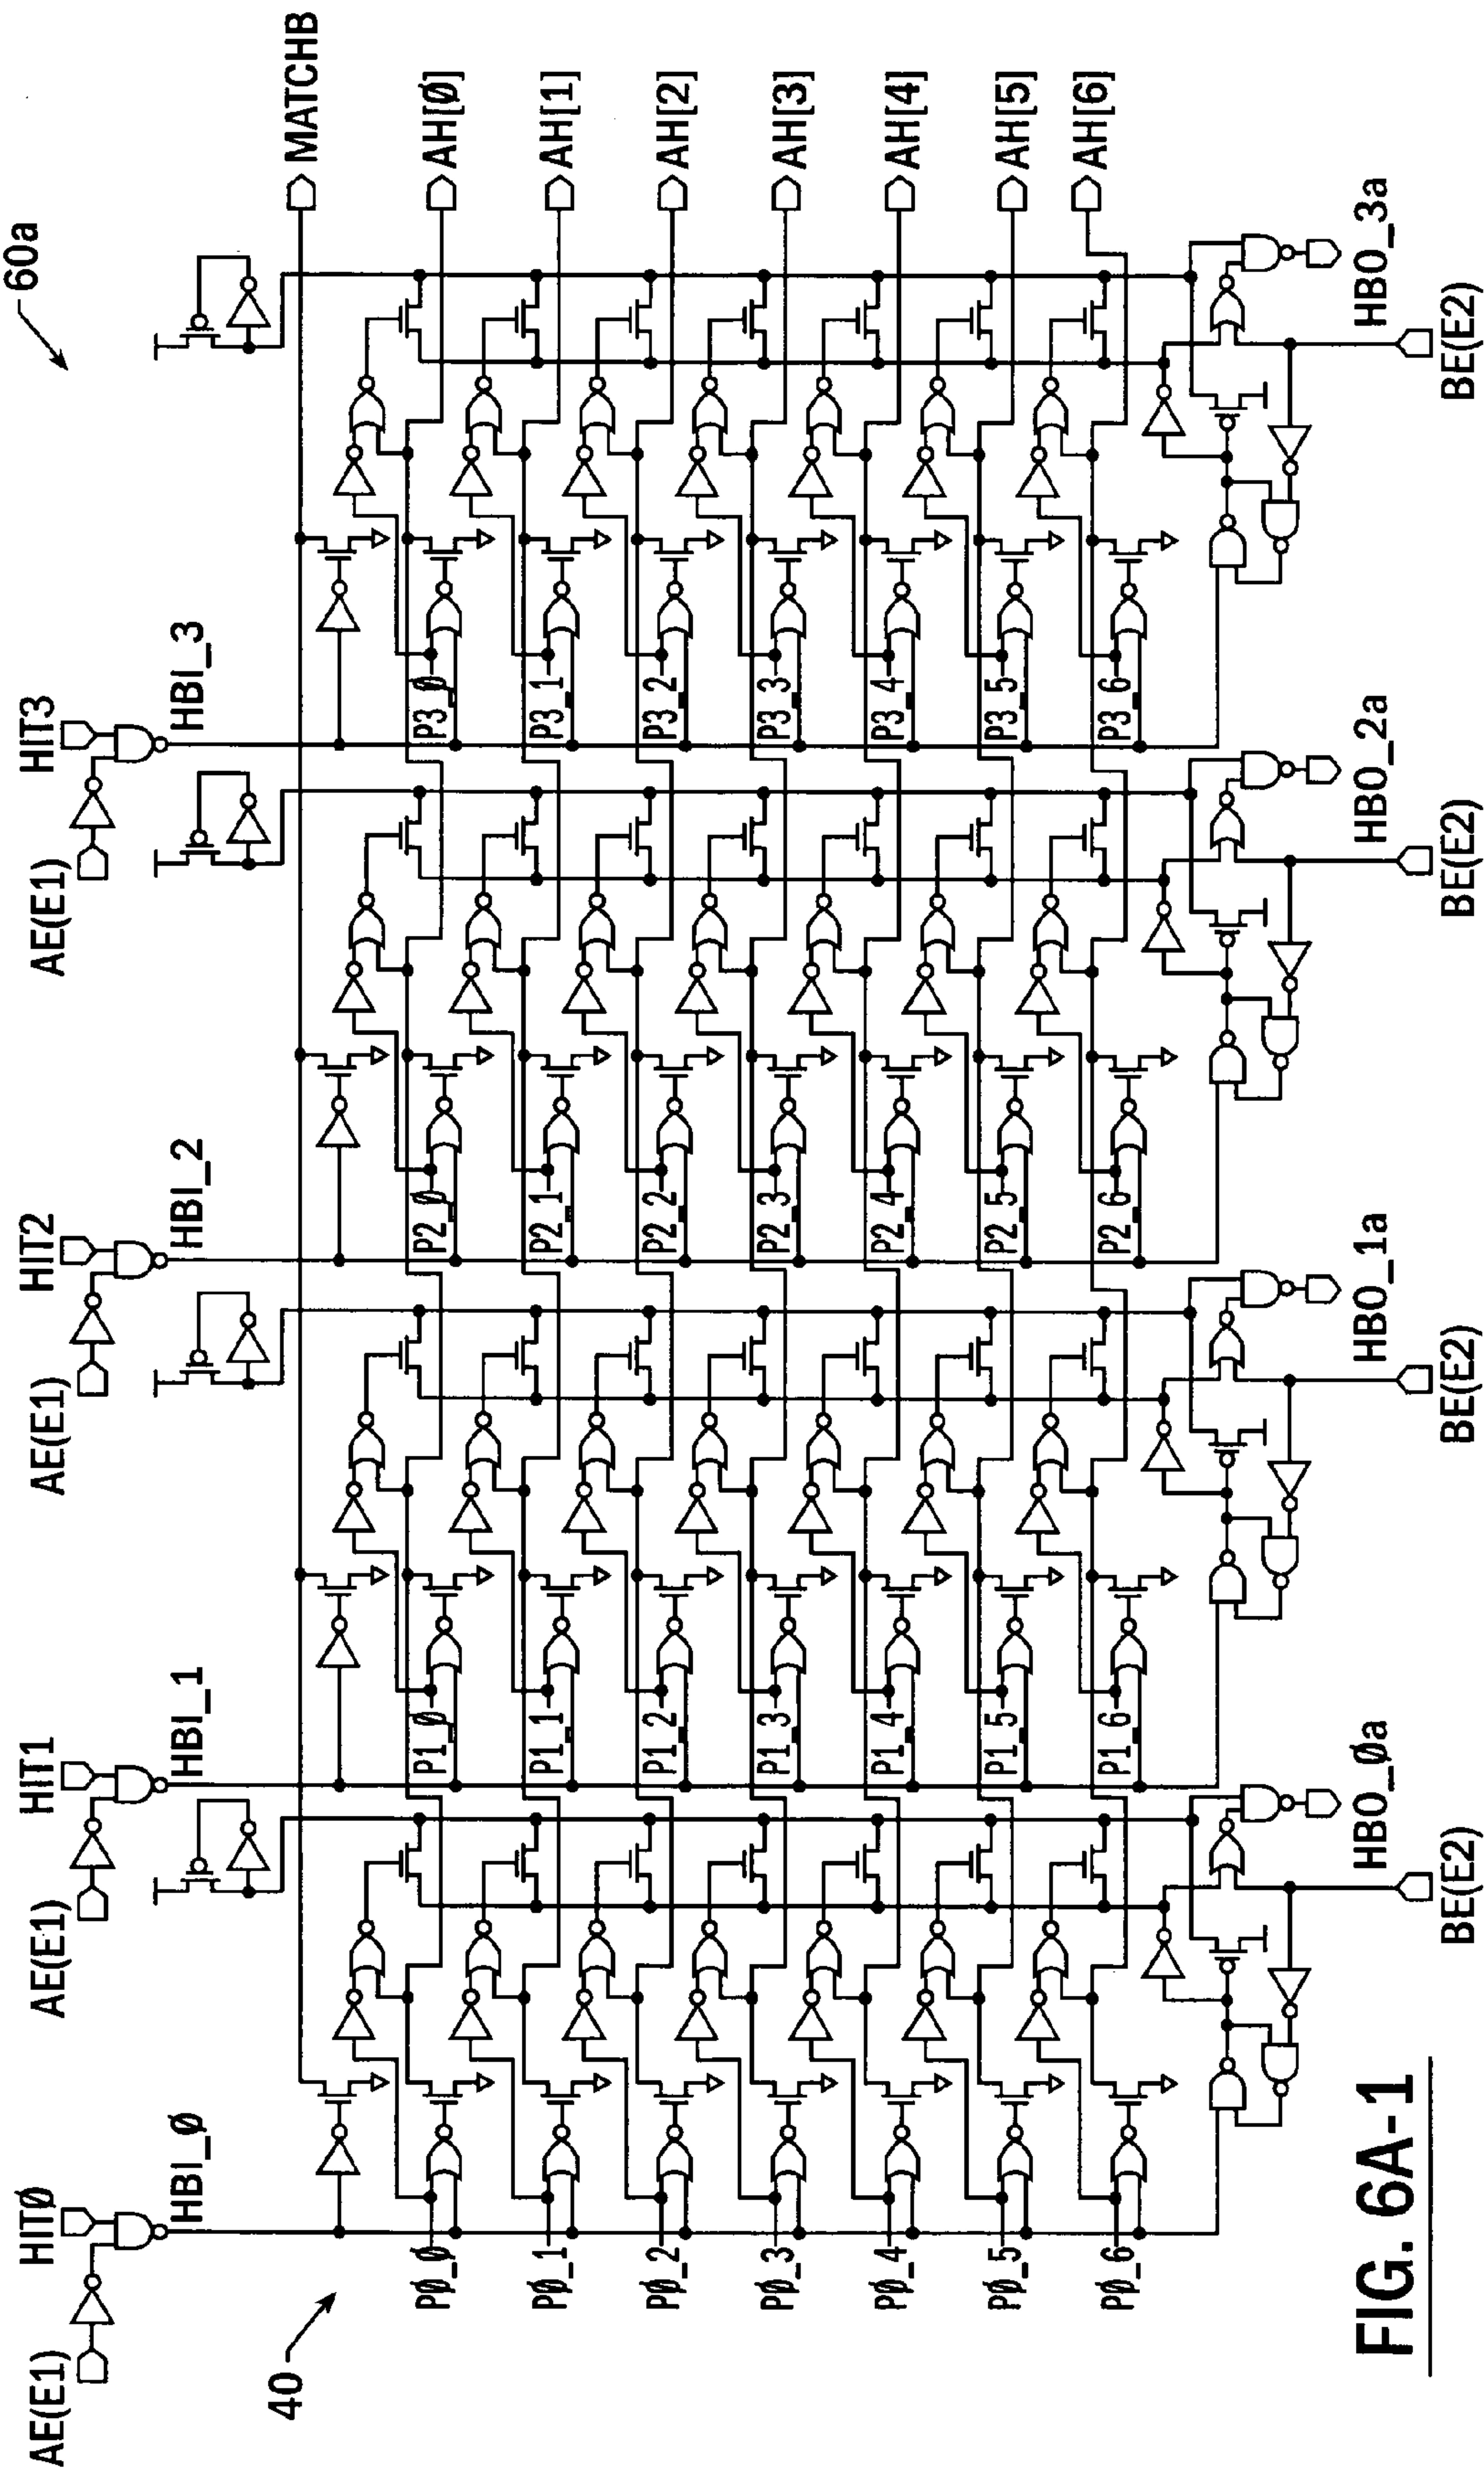 60a
40
AE(E1)
HITØ
HBI_Ø
AE(E1)
HIT1
HBI_1
AE(E1)
HIT2
HBI_2
AE(E1)
HIT3
HBI_3
MATCHB
AH[Ø]
AH[1]
AH[2]
AH[3]
AH[4]
AH[5]
AH[6]
PØ_Ø
PØ_1
PØ_2
PØ_3
PØ_4
PØ_5
PØ_6
P1_Ø
P1_1
P1_2
P1_3
P1_4
P1_5
P1_6
P2_Ø
P2_1
P2_2
P2_3
P2_4
P2_5
P2_6
P3_Ø
P3_1
P3_2
P3_3
P3_4
P3_5
P3_6
HBO_Øa
BE(E2)
HBO_1a
BE(E2)
HBO_2a
BE(E2)
HBO_3a
BE(E2)
FIG. 6A-1